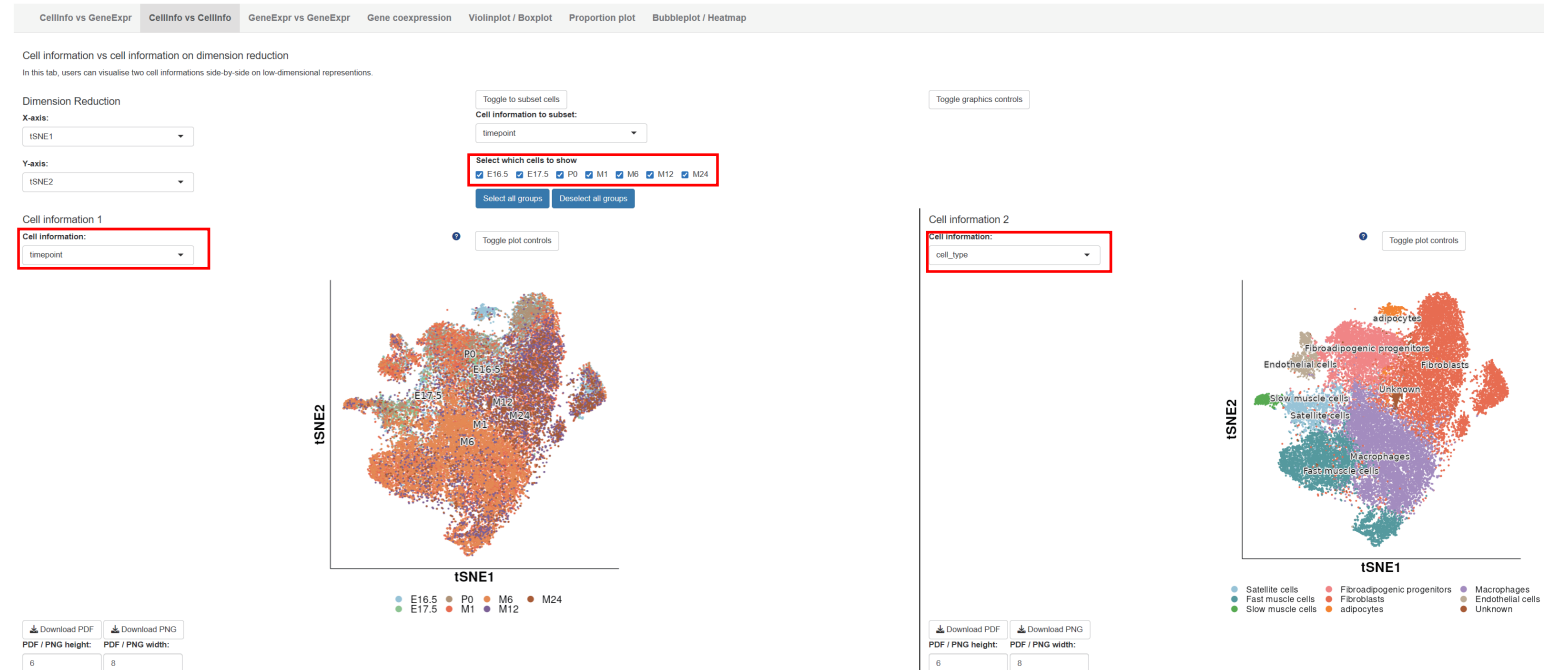 CellInfo vs GeneExpr CellInfo vs CellInfo GeneExpr vs GeneExpr Gene coexpression Violinplot / Boxplot Proportion plot Bubbleplot / Heatmap
Cell information vs cell information on dimension reduction
In this tab, users can visualise two cell informations side-by-side on low-dimensional represtions.
Dimension Reduction
X-axis:
tSNE1
Y-axis:
tSNE2
Toggle to subset cells
Cell information to subset:
timepoint
Select which cells to show
E16.5 E17.5 P0 M1 M6 M12 M24
Select all groups Deselect all groups
Toggle graphics controls
Cell information 1
Cell information:
timepoint
?
Toggle plot controls
P0
E16.5
E17.5
M12
M24
M1
M6
tSNE2
tSNE1
E16.5 P0 M6 M24
E17.5 M1 M12
Download PDF Download PNG
PDF / PNG height: PDF / PNG width:
6 8
Cell information 2
Cell information:
cell_type
?
Toggle plot controls
adipocytes
Fibroadipogenic progenitors
Endothelial cells
Fibroblasts
Unknown
Slow muscle cells
Satellite cells
Macrophages
Fast muscle cells
tSNE2
tSNE1
Satellite cells Fibroadipogenic progenitors Macrophages
Fast muscle cells Fibroblasts Endothelial cells
Slow muscle cells adipocytes Unknown
Download PDF Download PNG
PDF / PNG height: PDF / PNG width:
6 8